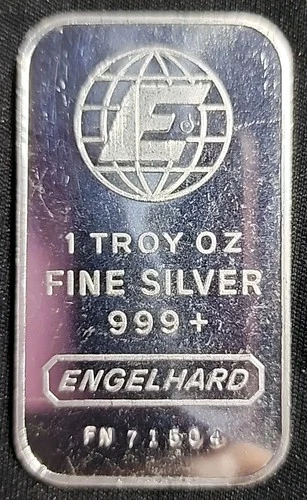 E
1 TROY OZ
FINE SILVER
999+
ENGELHARD
FN 71504